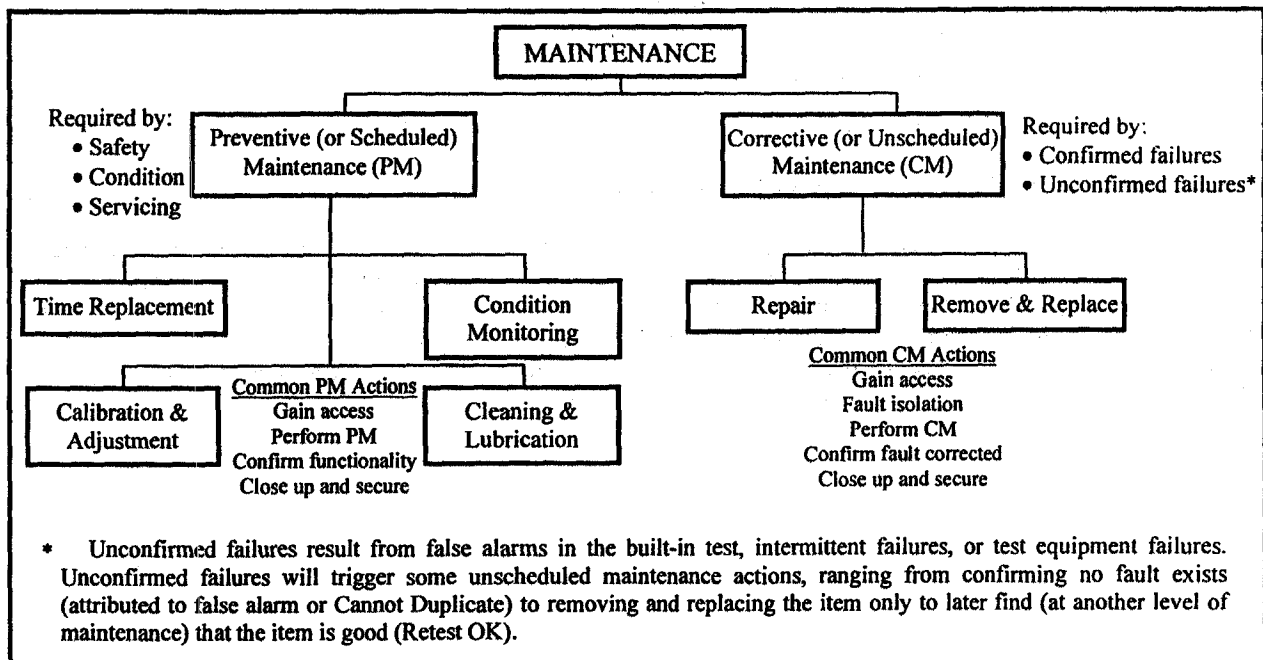 MAINTENANCE
Required by:
• Safety
• Condition
• Servicing
Preventive (or Scheduled)
Maintenance (PM)
Corrective (or Unscheduled)
Maintenance (CM)
Required by:
• Confirmed failures
• Unconfirmed failures*
Time Replacement
Condition
Monitoring
Repair
Remove & Replace
Calibration &
Adjustment
Common PM Actions
Gain access
Perform PM
Confirm functionality
Close up and secure
Cleaning &
Lubrication
Common CM Actions
Gain access
Fault isolation
Perform CM
Confirm fault corrected
Close up and secure
* Unconfirmed failures result from false alarms in the built-in test, intermittent failures, or test equipment failures.
Unconfirmed failures will trigger some unscheduled maintenance actions, ranging from confirming no fault exists
(attributed to false alarm or Cannot Duplicate) to removing and replacing the item only to later find (at another level of
maintenance) that the item is good (Retest OK).